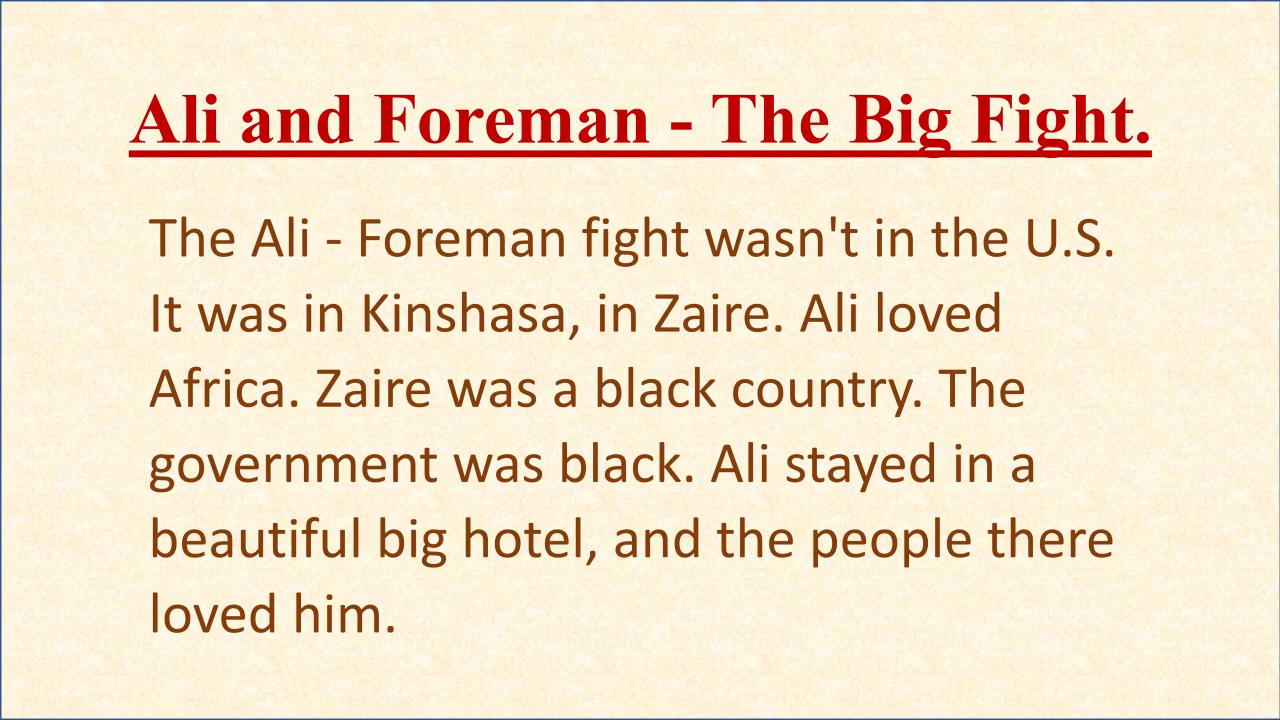 Ali and Foreman - The Big Fight.
The Ali - Foreman fight wasn't in the U.S.
It was in Kinshasa, in Zaire. Ali loved
Africa. Zaire was a black country. The
government was black. Ali stayed in a
beautiful big hotel, and the people there
loved him.